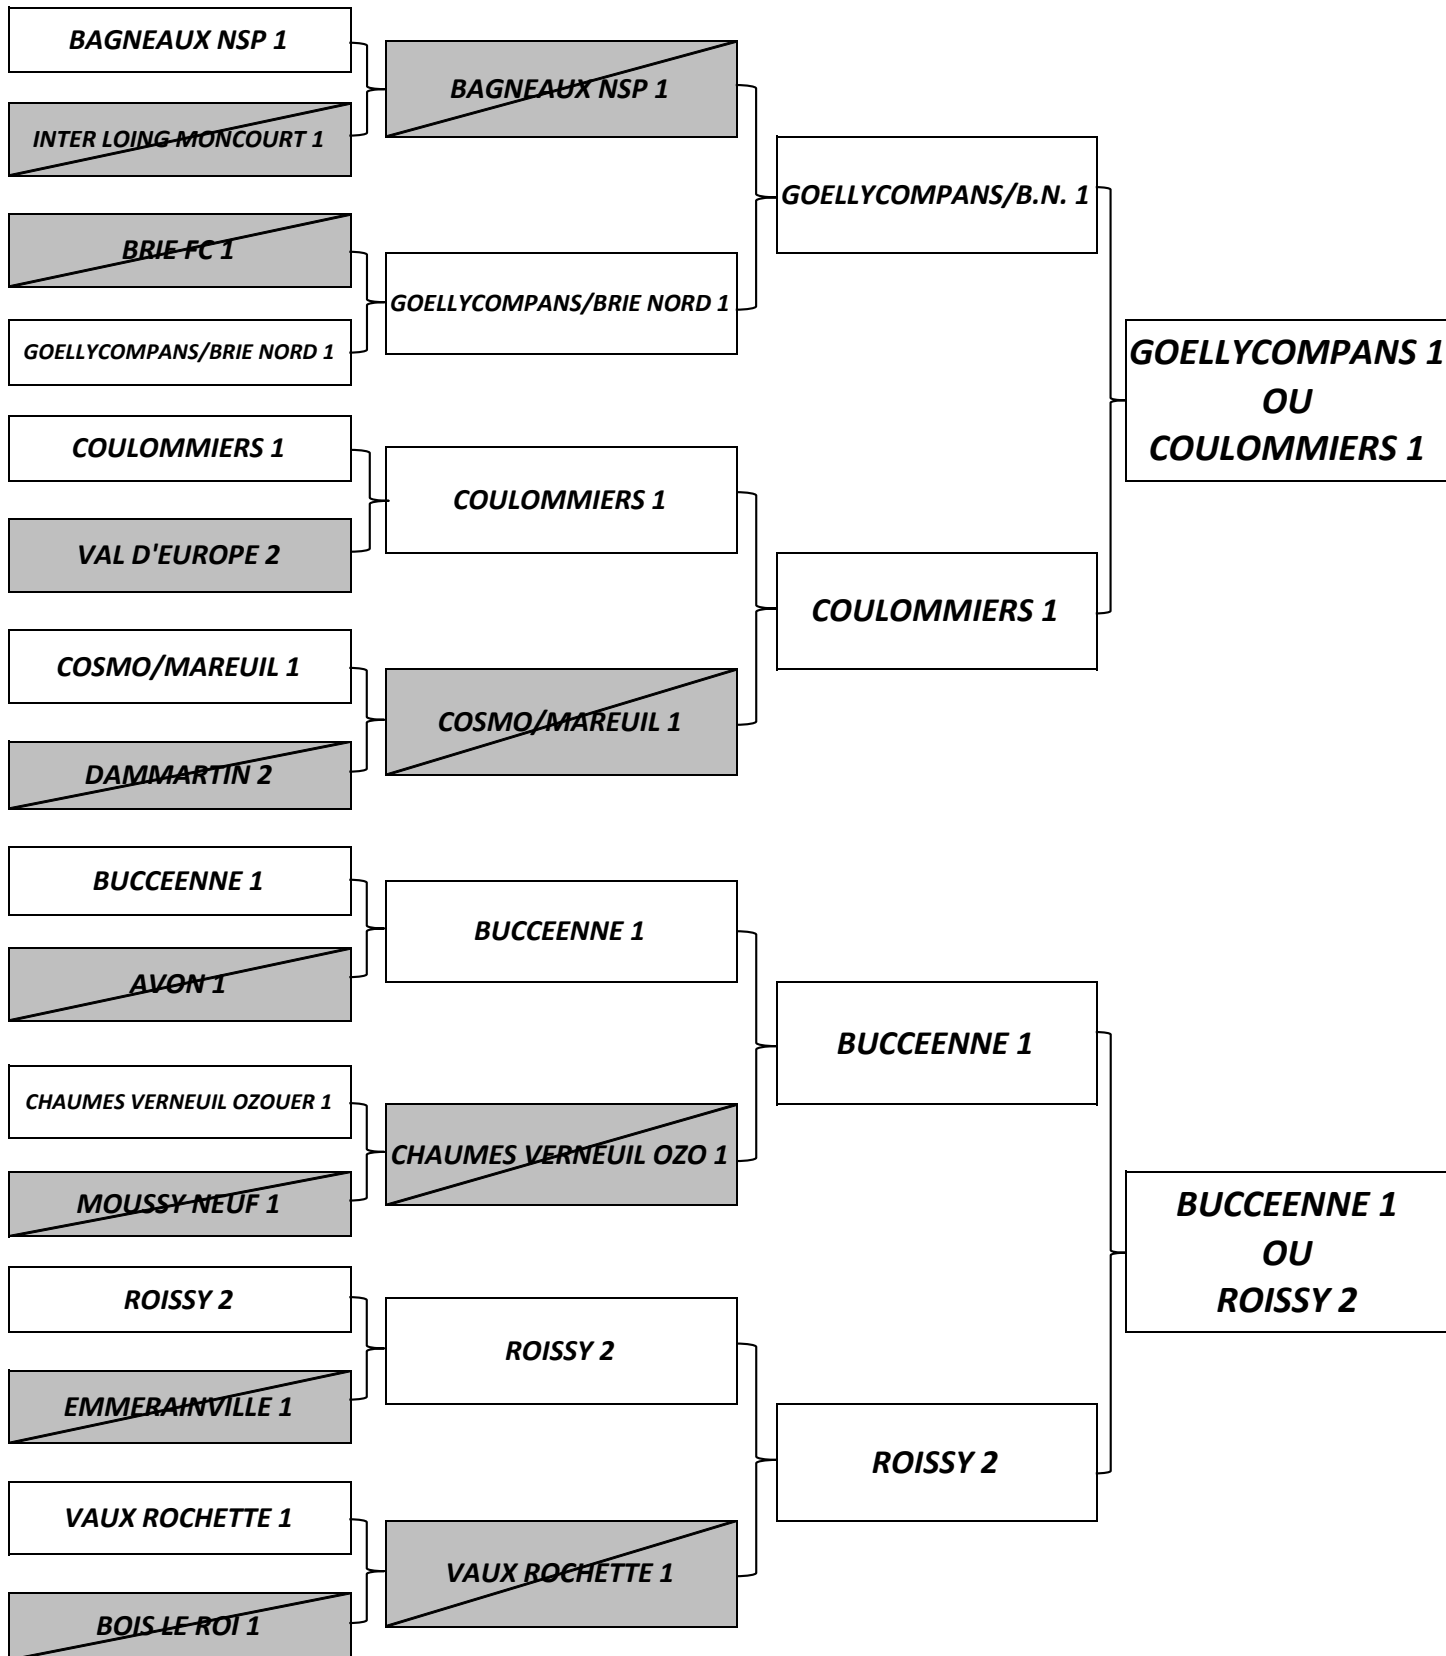 BAGNEAUX NSP 1
INTER LOING MONCOURT 1
BRIE FC 1
GOELLYCOMPANS/BRIE NORD 1
COULOMMIERS 1
VAL D'EUROPE 2
COSMO/MAREUIL 1
DAMMARTIN 2
BUCCEENNE 1
AVON 1
CHAUMES VERNEUIL OZOUER 1
MOUSSY NEUF 1
ROISSY 2
EMMERAINVILLE 1
VAUX ROCHETTE 1
BOIS LE ROI 1
BAGNEAUX NSP 1
GOELLYCOMPANS/BRIE NORD 1
COULOMMIERS 1
COSMO/MAREUIL 1
BUCCEENNE 1
CHAUMES VERNEUIL OZO 1
ROISSY 2
VAUX ROCHETTE 1
GOELLYCOMPANS/B.N. 1
COULOMMIERS 1
BUCCEENNE 1
ROISSY 2
GOELLYCOMPANS 1
OU
COULOMMIERS 1
BUCCEENNE 1
OU
ROISSY 2